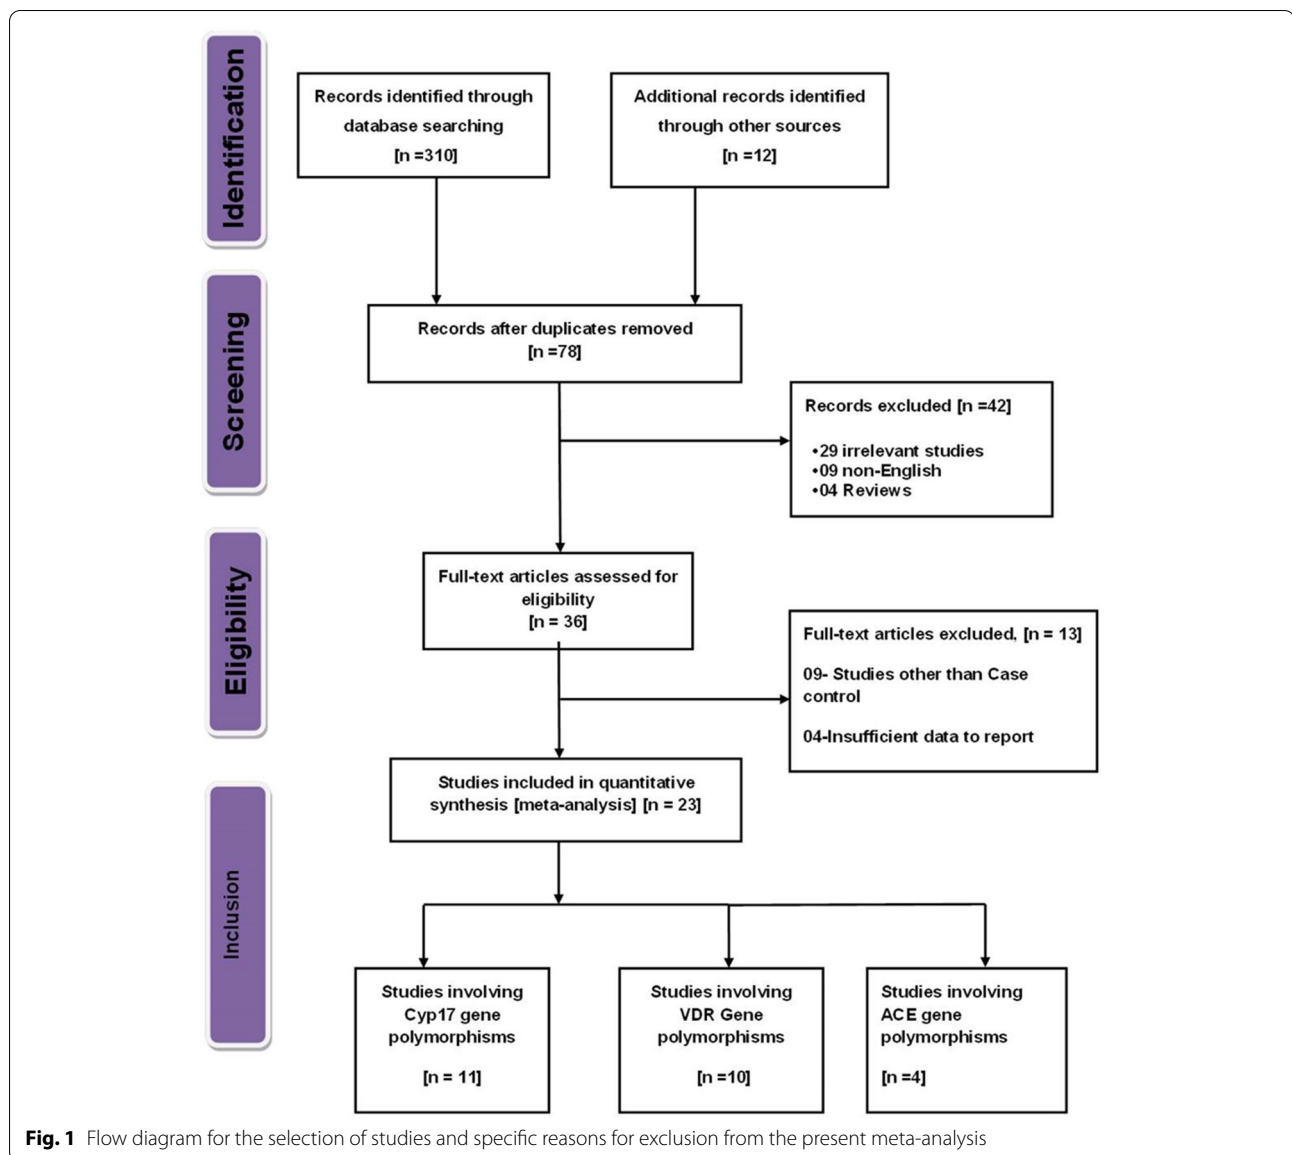 Identification
Records identified through
database searching
[n =310]
Additional records identified
through other sources
[n =12]
Screening
Records after duplicates removed
[n =78]
Records excluded [n =42]
•29 irrelevant studies
•09 non-English
•04 Reviews
Eligibility
Full-text articles assessed for
eligibility
[n = 36]
Full-text articles excluded, [n = 13]
09- Studies other than Case
control
04-Insufficient data to report
Studies included in quantitative
synthesis [meta-analysis] [n = 23]
Inclusion
Studies involving
Cyp17 gene
polymorphisms
[n = 11]
Studies involving
VDR Gene
polymorphisms
[n =10]
Studies involving
ACE gene
polymorphisms
[n =4]
Fig. 1 Flow diagram for the selection of studies and specific reasons for exclusion from the present meta-analysis